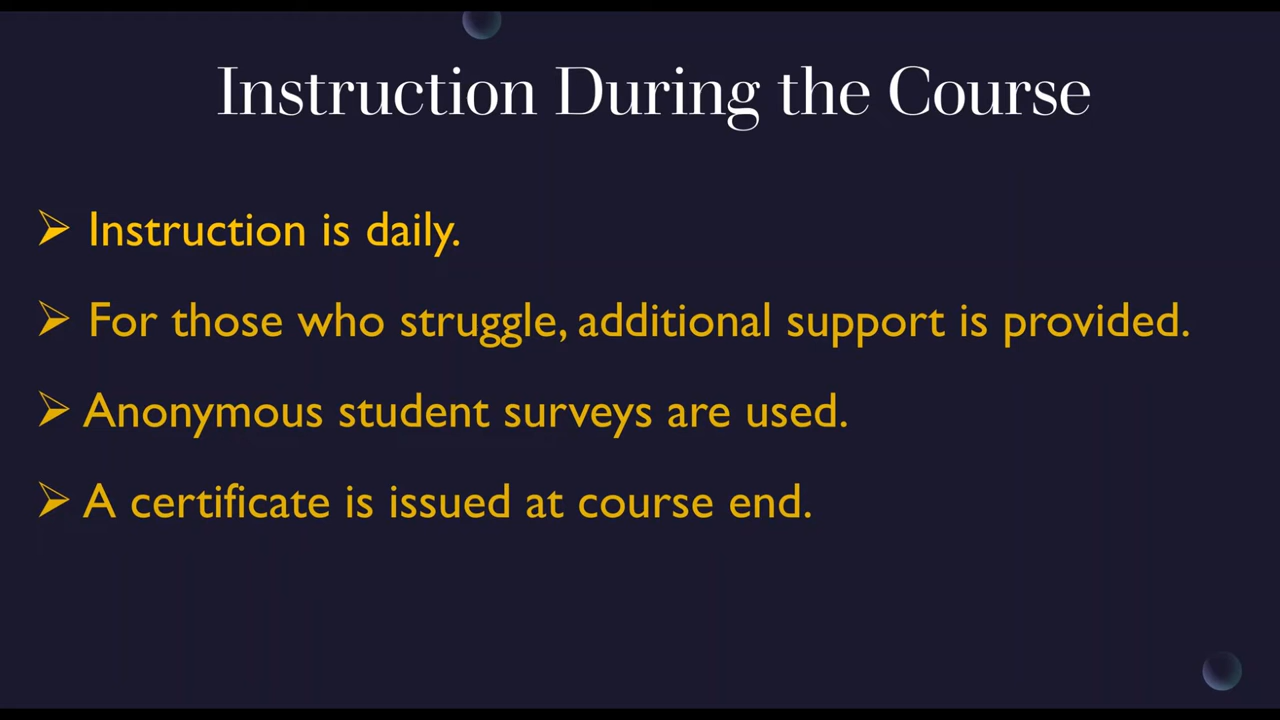 Instruction During the Course
➢ Instruction is daily.
➢ For those who struggle, additional support is provided.
➢ Anonymous student surveys are used.
➢ A certificate is issued at course end.